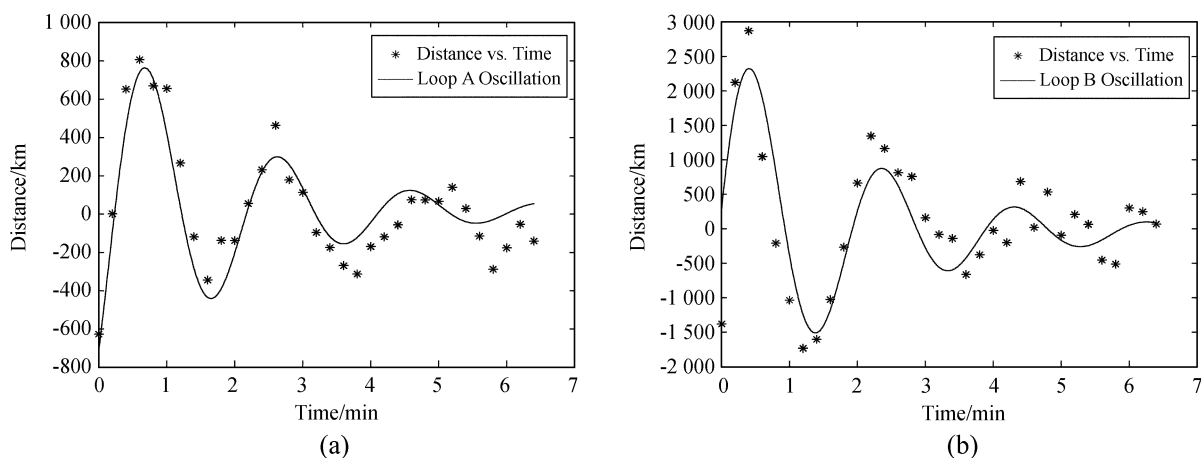 1 000
800
600
400
200
0
-200
-400
-600
-800
Distance/km
0 1 2 3 4 5 6 7
Time/min
Distance vs. Time
Loop A Oscillation
(a)
3 000
2 500
2 000
1 500
1 000
500
0
-500
-1 000
-1 500
-2 000
Distance/km
0 1 2 3 4 5 6 7
Time/min
Distance vs. Time
Loop B Oscillation
(b)